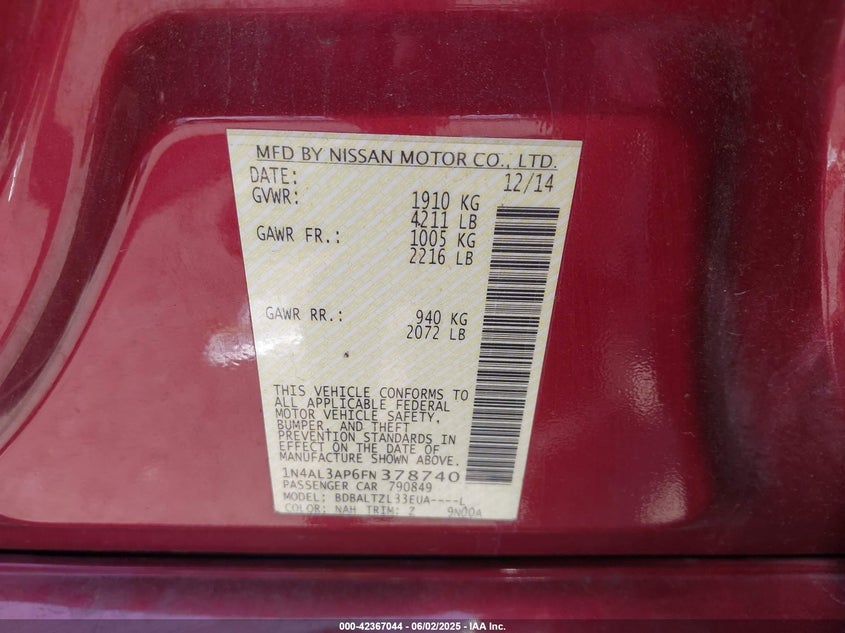 MFD BY NISSAN MOTOR CO., LTD.
DATE: 12/14
GVWR: 1910 KG
4211 LB
GAWR FR.: 1005 KG
2216 LB
GAWR RR.: 940 KG
2072 LB
THIS VEHICLE CONFORMS TO
ALL APPLICABLE FEDERAL
MOTOR VEHICLE SAFETY,
BUMPER, AND THEFT
PREVENTION STANDARDS IN
EFFECT ON THE DATE OF
MANUFACTURE SHOWN ABOVE.
1N4AL3AP6FN378740
PASSENGER CAR 790849
MODEL: BDBALTZL33EUA----L
COLOR: NAH TRIM: Z 9N00A
000-42367044 | 06/02/2025 - IAA Inc.